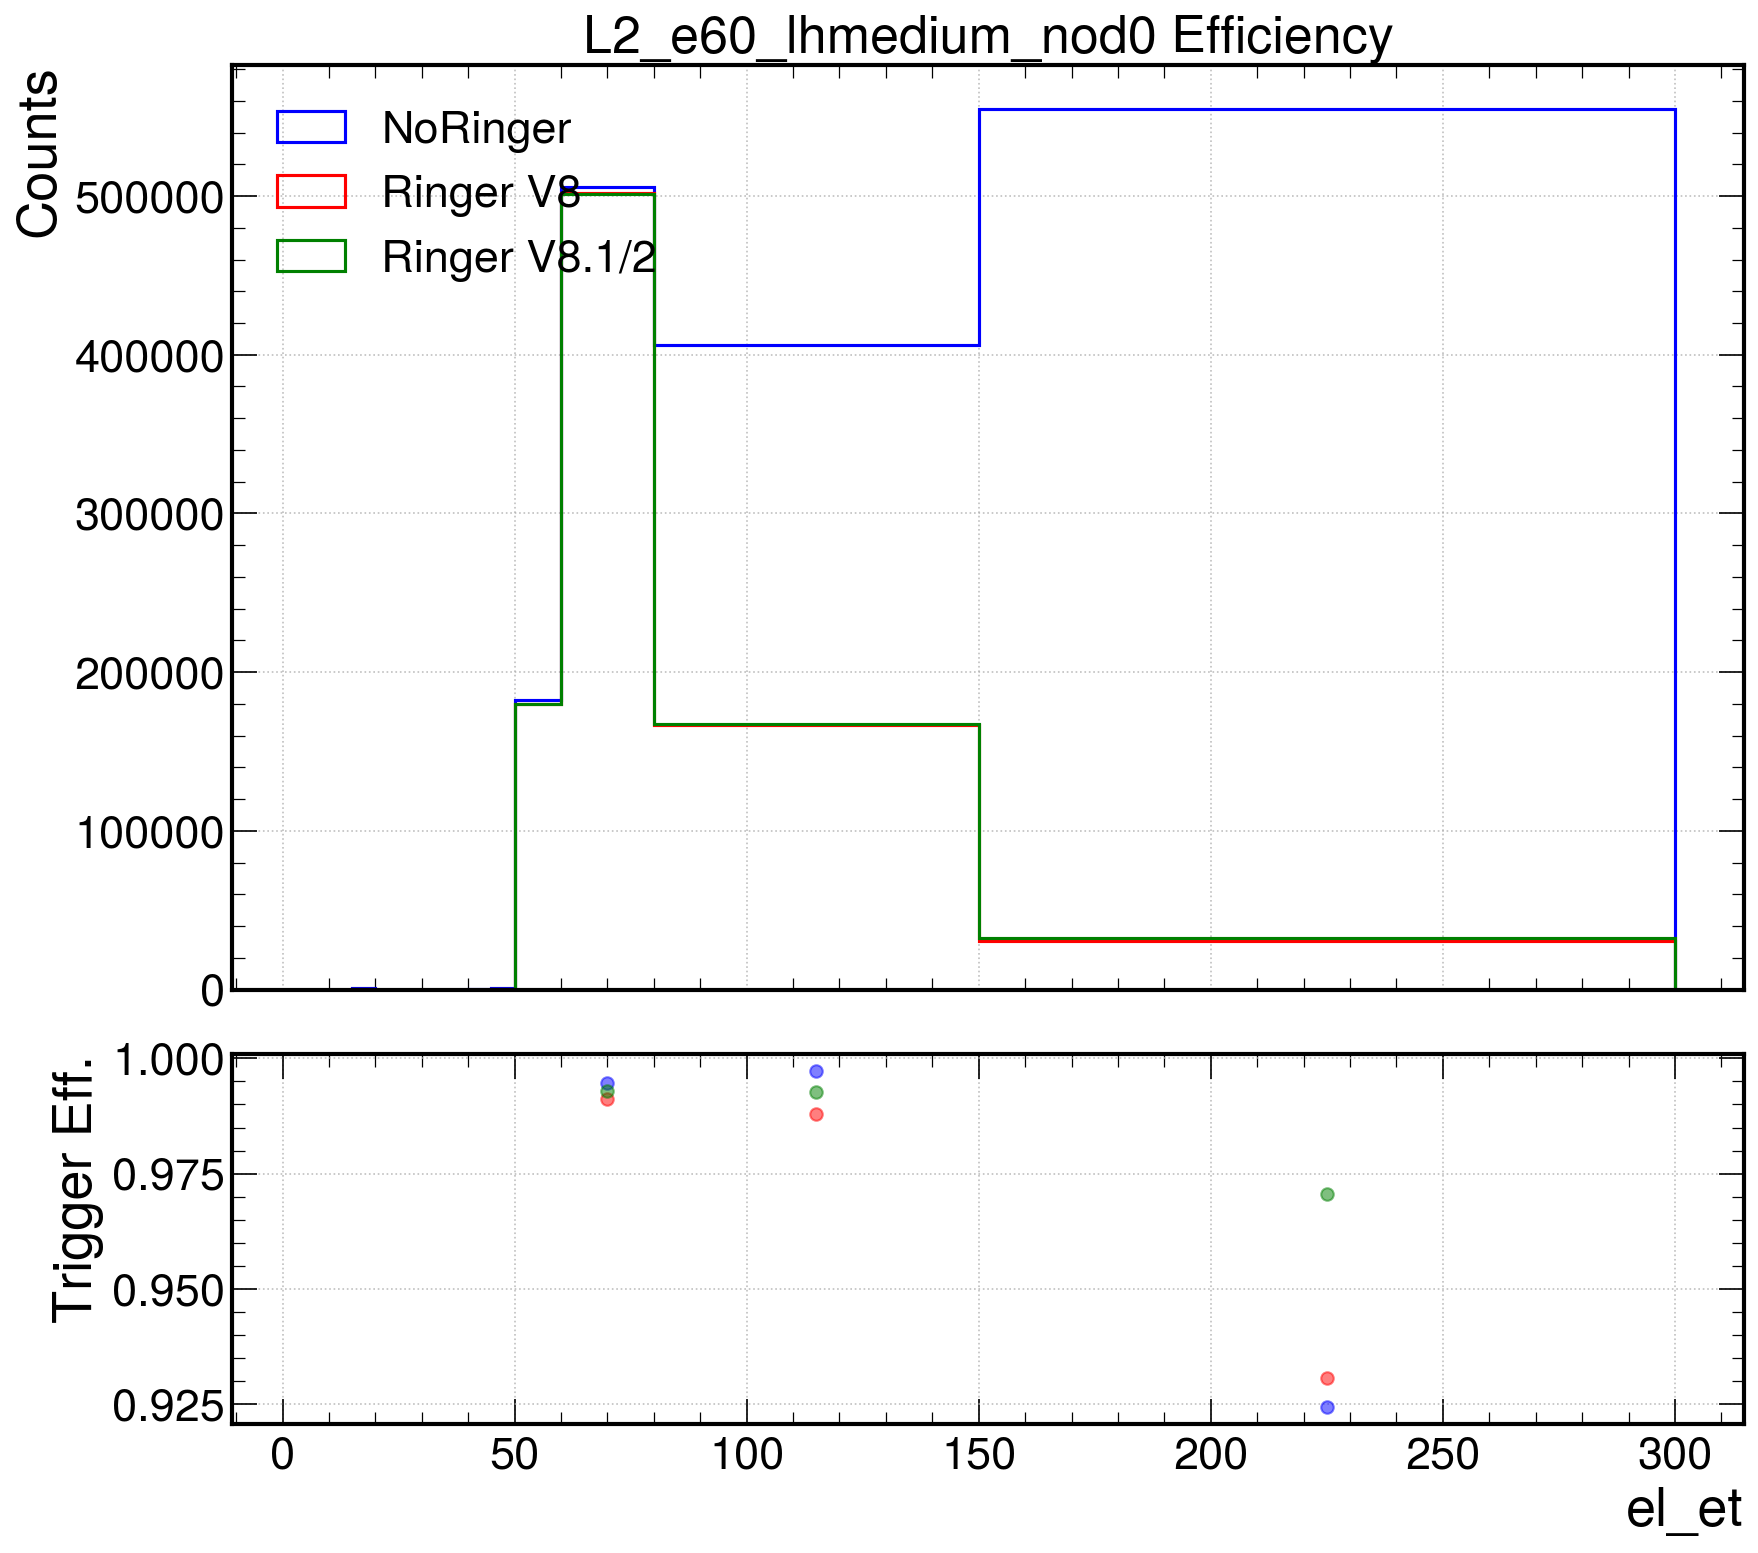 L2_e60_lhmedium_nod0 Efficiency
Counts
NoRinger
Ringer V8
Ringer V8.1/2
500000
400000
300000
200000
100000
0
Trigger Eff.
1.000
0.975
0.950
0.925
0 50 100 150 200 250 300
el_et